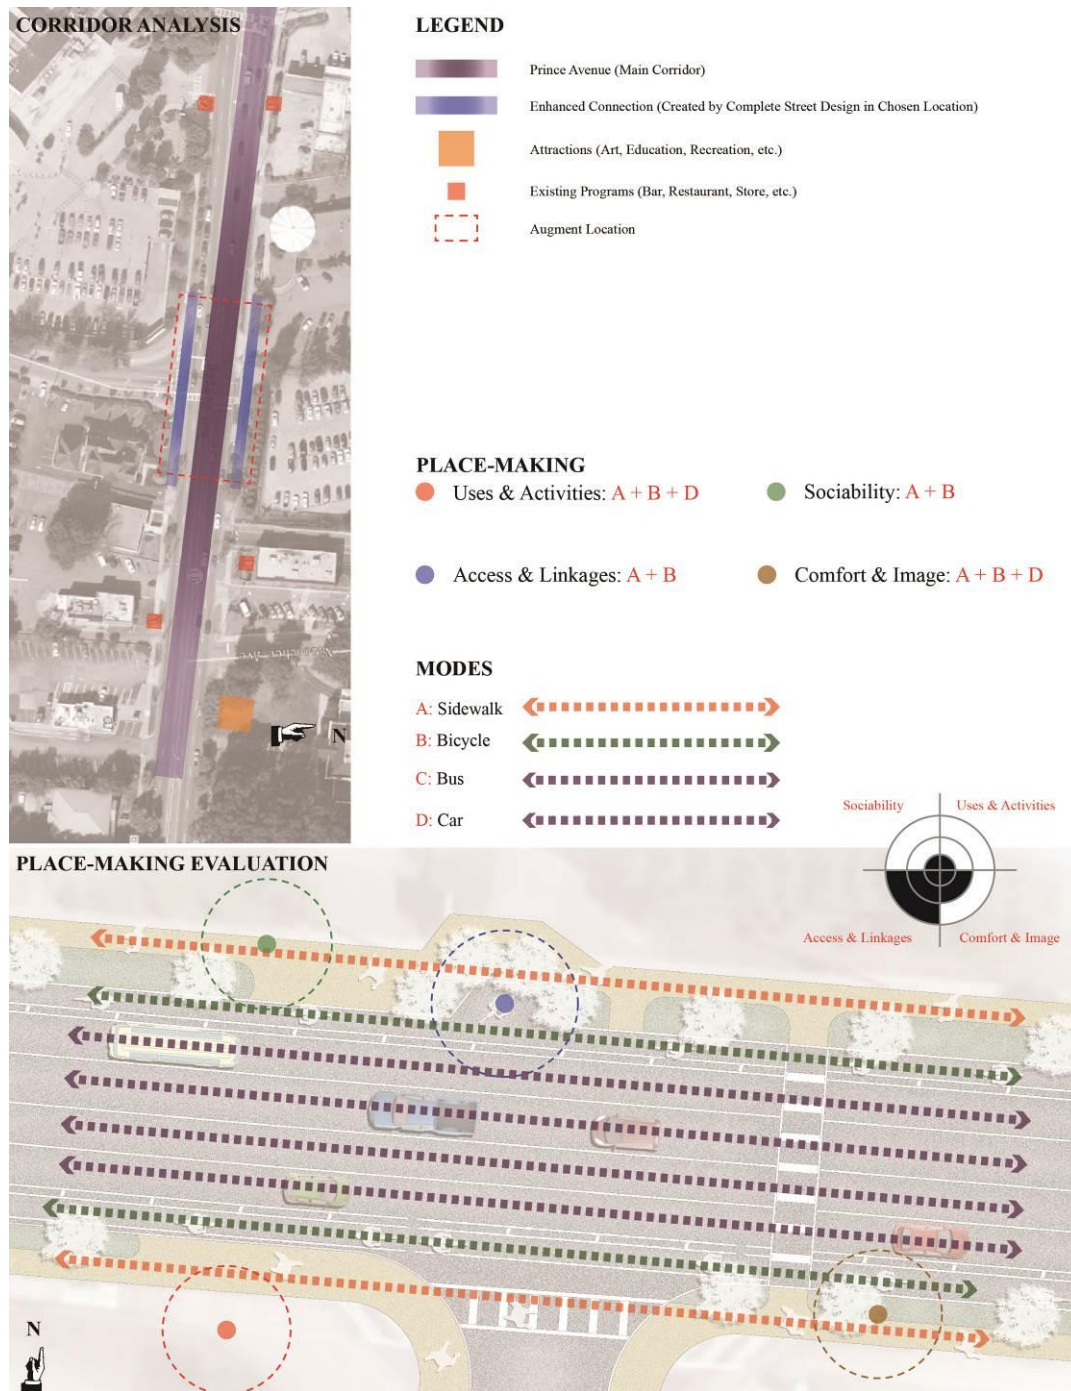 CORRIDOR ANALYSIS
LEGEND
Prince Avenue (Main Corridor)
Enhanced Connection (Created by Complete Street Design in Chosen Location)
Attractions (Art, Education, Recreation, etc.)
Existing Programs (Bar, Restaurant, Store, etc.)
Augment Location
N
PLACE-MAKING
Uses & Activities: A + B + D
Sociability: A + B
Access & Linkages: A + B
Comfort & Image: A + B + D
MODES
A: Sidewalk
B: Bicycle
C: Bus
D: Car
Sociability
Uses & Activities
Access & Linkages
Comfort & Image
PLACE-MAKING EVALUATION
N